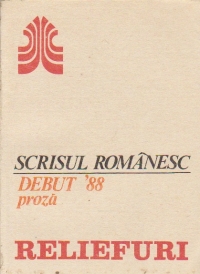 SCRISUL ROMÂNESC
DEBUT '88
proză
RELIEFURI